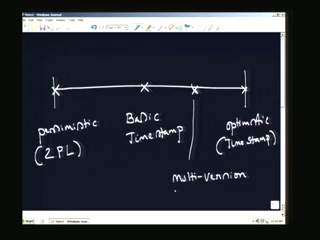 pessimistic
(2PL)
Basic
Timestamp
optimistic
(Timestamp)
multi-version